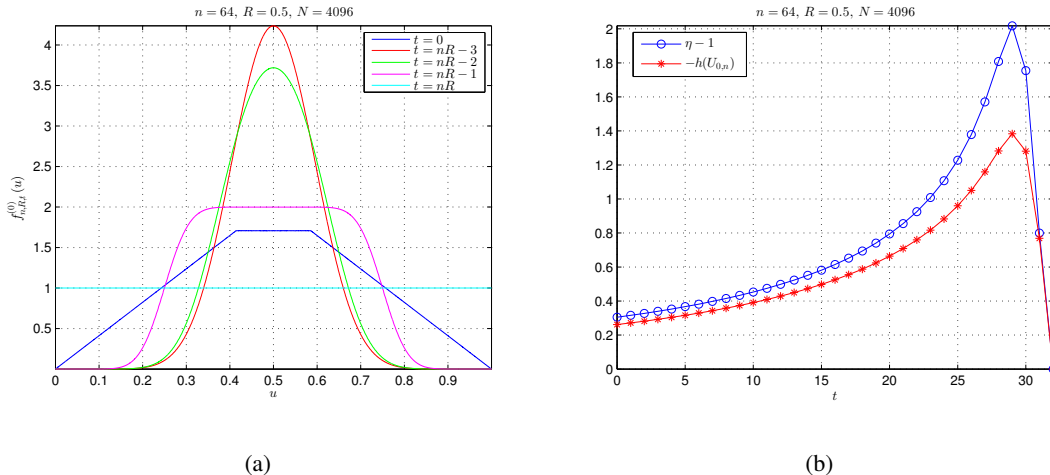 n = 64, R = 0.5, N = 4096
4
3.5
3
2.5
2
1.5
1
0.5
0 0.1 0.2 0.3 0.4 0.5 0.6 0.7 0.8 0.9
u
f_{n,R,t}^{(0)}(u)
t = 0
t = nR − 3
t = nR − 2
t = nR − 1
t = nR
(a)
n = 64, R = 0.5, N = 4096
2
1.8
1.6
1.4
1.2
1
0.8
0.6
0.4
0.2
0
0 5 10 15 20 25 30
t
η − 1
−h(U_{0,n})
(b)